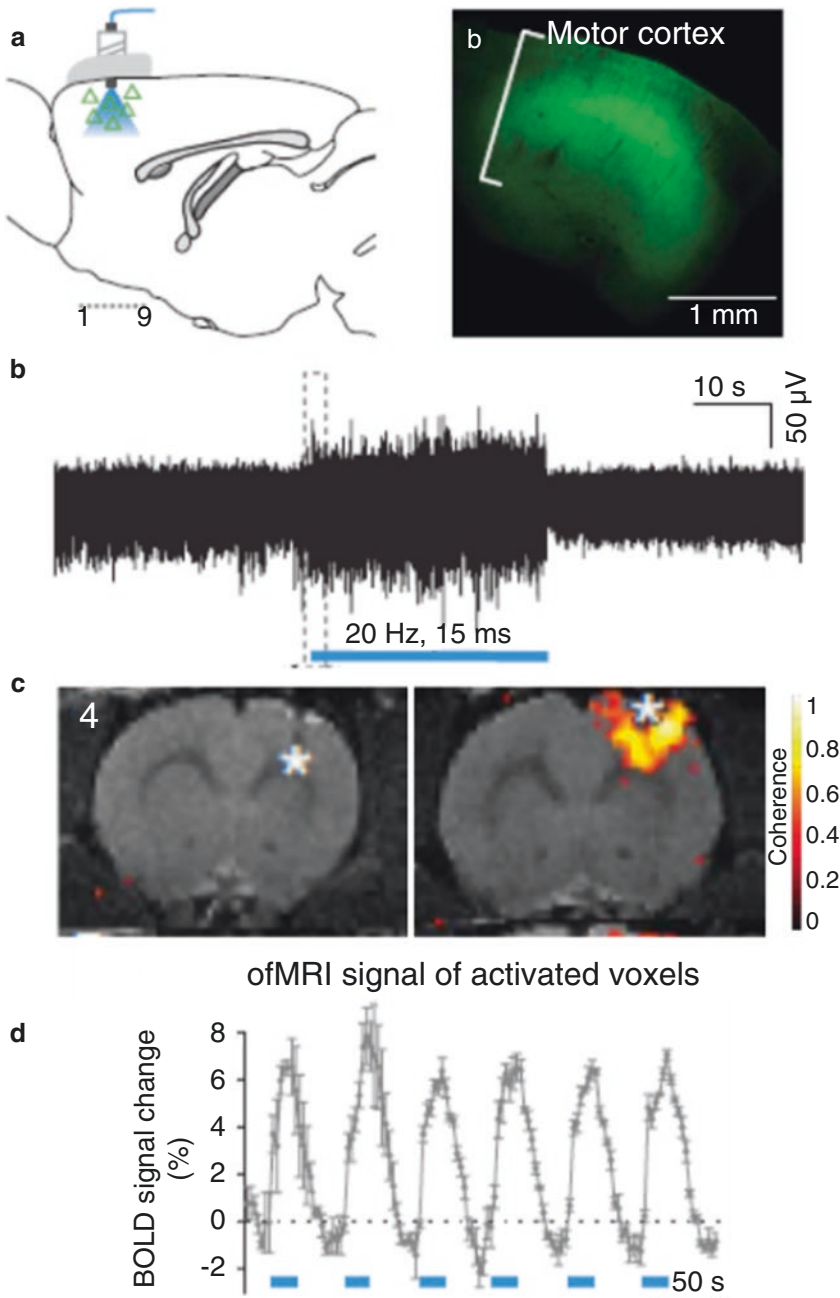 a
1 9
b
Motor cortex
1 mm
b
10 s
50 µV
20 Hz, 15 ms
c
4
Coherence
1
0.8
0.6
0.4
0.2
0
ofMRI signal of activated voxels
d
BOLD signal change
(%)
8
6
4
2
0
-2
50 s